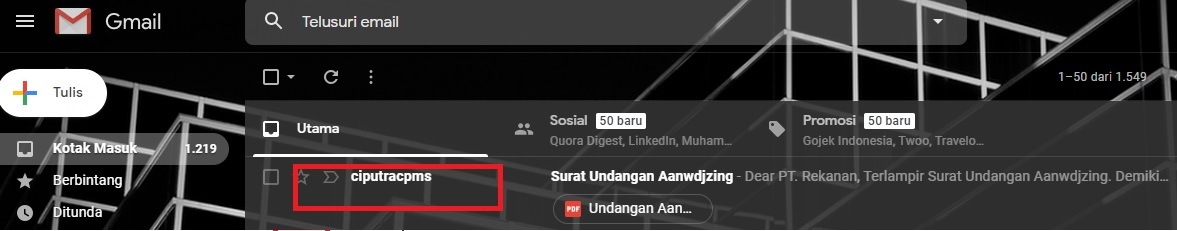 Gmail
Telusuri email
Tulis
1–50 dari 1.549
Utama
Sosial 50 baru
Quora Digest, LinkedIn, Muham...
Promosi 50 baru
Gojek Indonesia, Twoo, Travelo...
Kotak Masuk 1.219
Berbintang
Ditunda
ciputracpms
Surat Undangan Aanwdjzing - Dear PT. Rekanan, Terlampir Surat Undangan Aanwdjzing. Demiki...
PDF Undangan Aan...